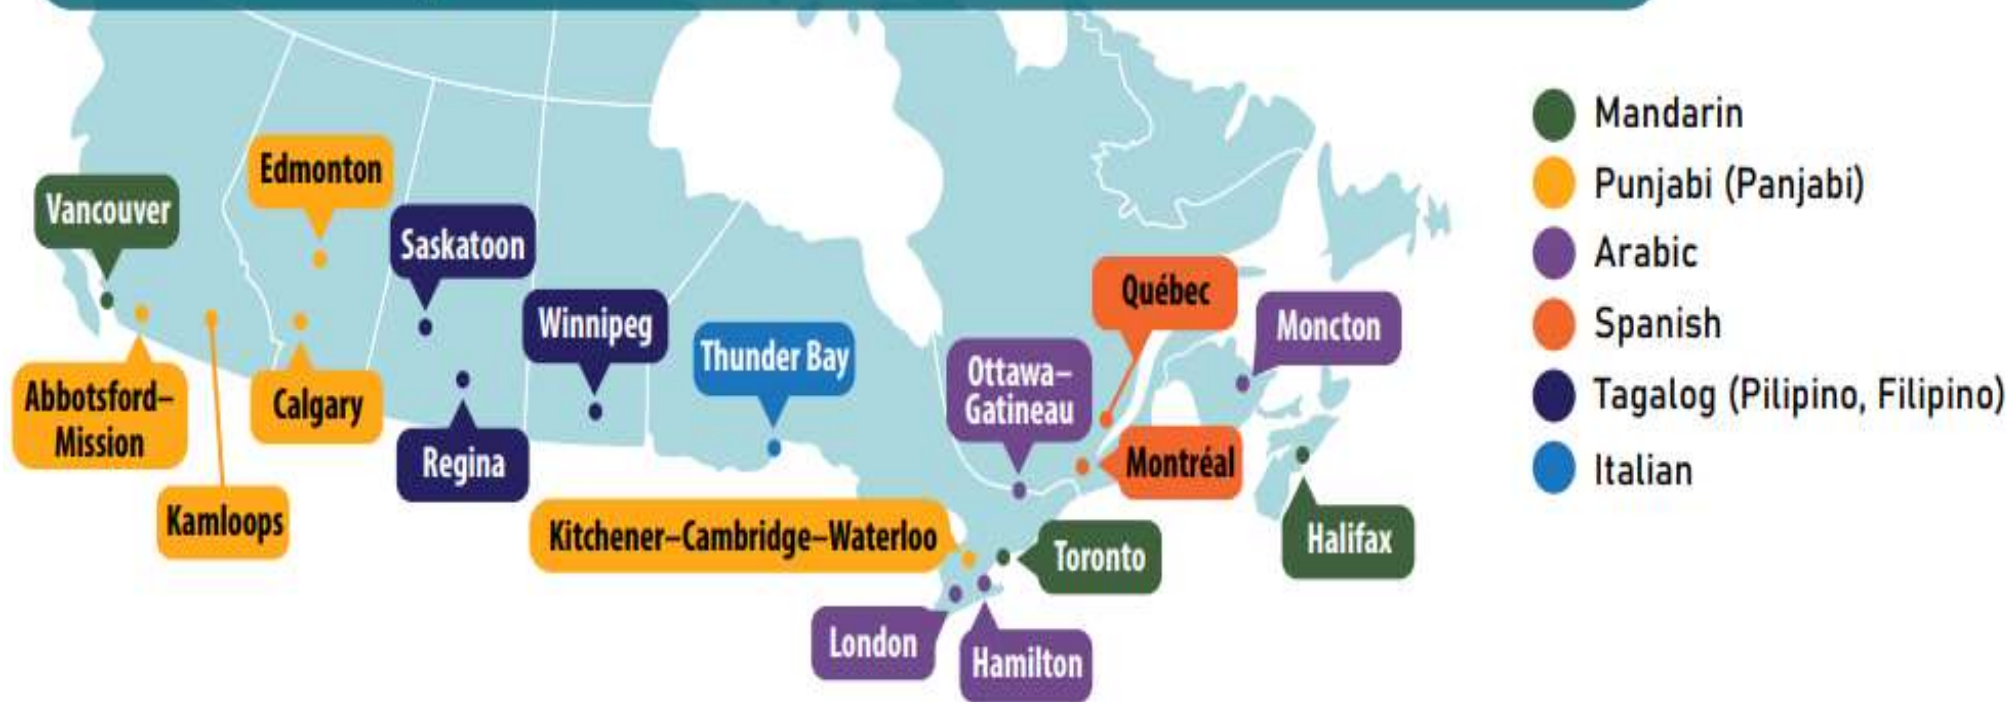 Edmonton
Vancouver
Saskatoon
Québec
Winnipeg
Moncton
Thunder Bay
Ottawa–
Gatineau
Abbotsford–
Mission
Calgary
Regina
Montréal
Kamloops
Kitchener–Cambridge–Waterloo
Toronto
Halifax
London
Hamilton
Mandarin
Punjabi (Panjabi)
Arabic
Spanish
Tagalog (Pilipino, Filipino)
Italian